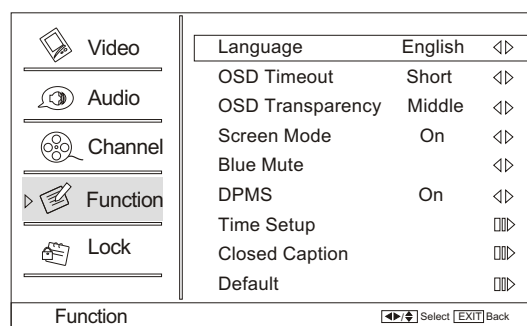 Video
Audio
Channel
Function
Lock
Language English
OSD Timeout Short
OSD Transparency Middle
Screen Mode On
Blue Mute
DPMS On
Time Setup
Closed Caption
Default
Function
Select EXIT Back